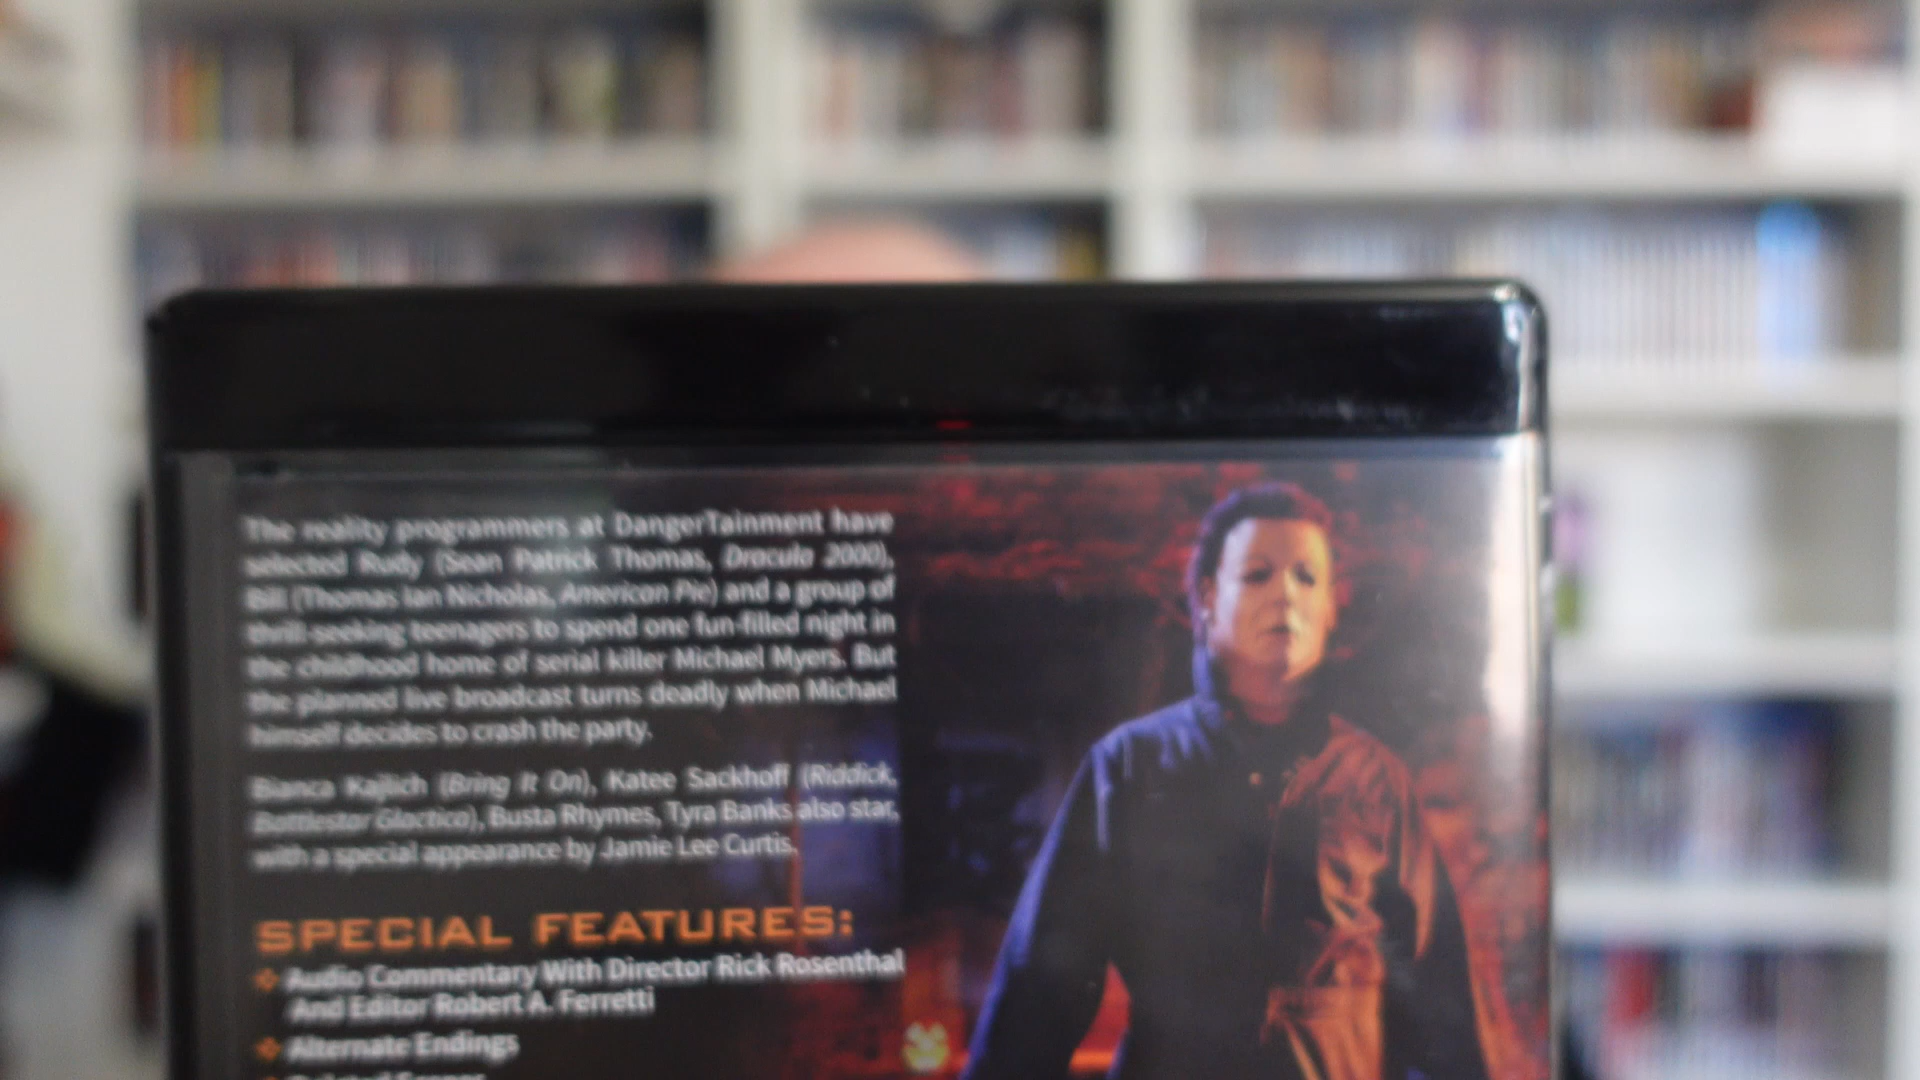 The reality programmers at DangerTainment have
selected Rudy (Sean Patrick Thomas, Dracula 2000),
Bill (Thomas Ian Nicholas, American Pie) and a group of
thrill-seeking teenagers to spend one fun-filled night in
the childhood home of serial killer Michael Myers. But
the planned live broadcast turns deadly when Michael
himself decides to crash the party.
Bianca Kajlich (Bring It On), Katee Sackhoff (Riddick,
Battlestar Glactica), Busta Rhymes, Tyra Banks also star,
with a special appearance by Jamie Lee Curtis.
SPECIAL FEATURES:
Audio Commentary With Director Rick Rosenthal
And Editor Robert A. Ferretti
Alternate Endings
Deleted Scenes